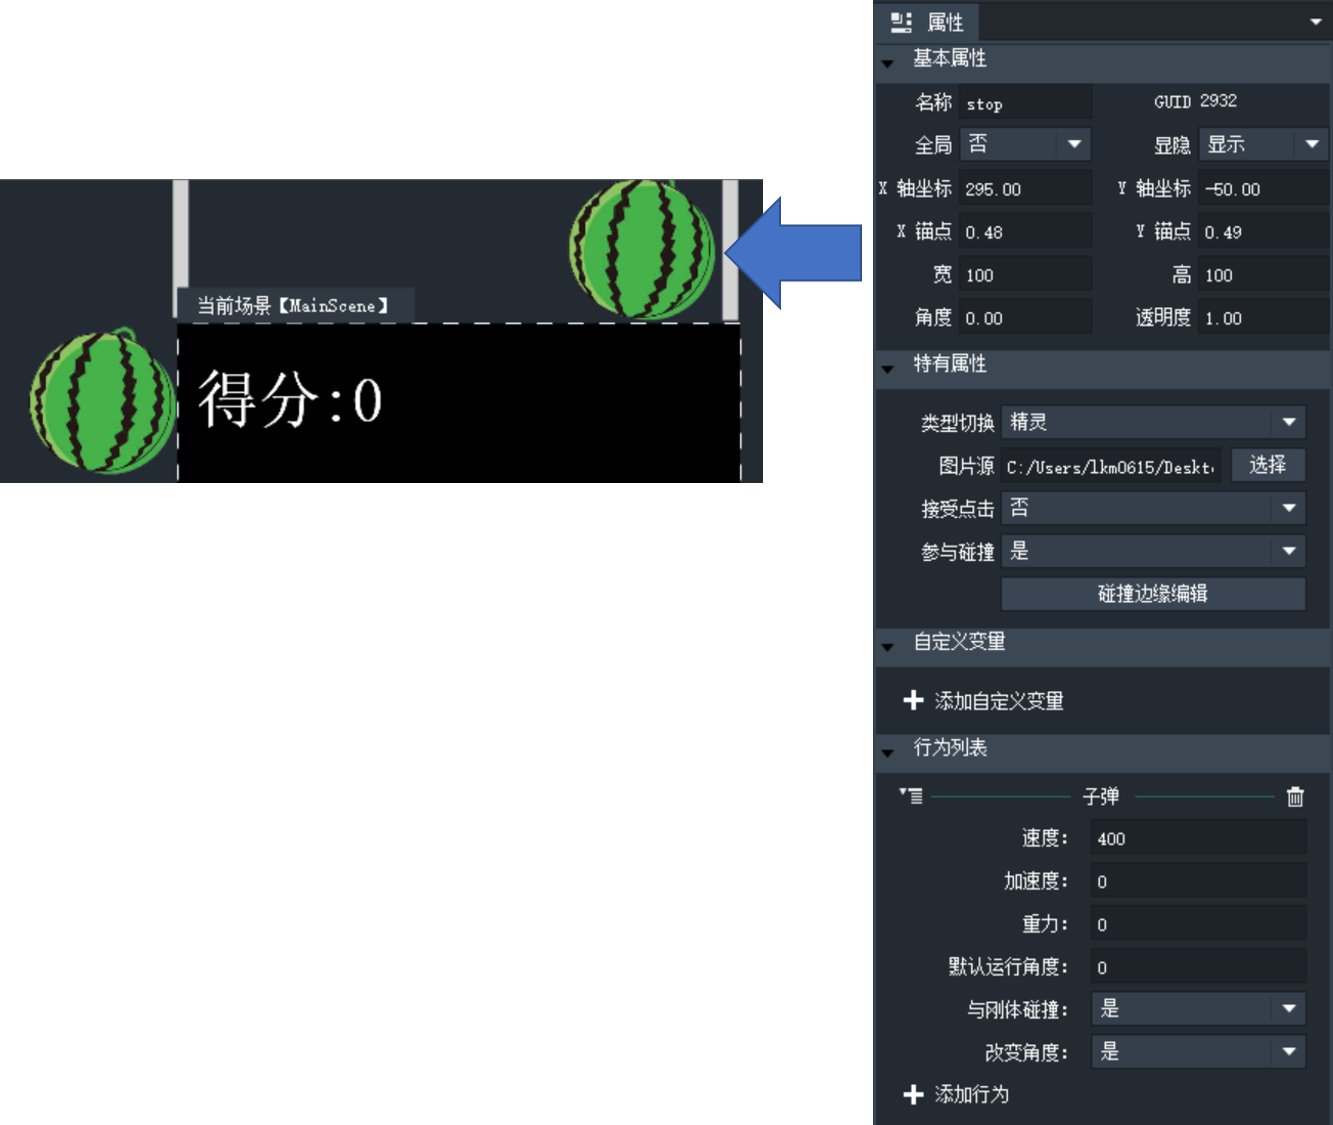 当前场景【MainScene】
得分:0
属性
基本属性
名称 stop GUID 2932
全局 否 显隐 显示
X 轴坐标 295.00 Y 轴坐标 -50.00
X 锚点 0.48 Y 锚点 0.49
宽 100 高 100
角度 0.00 透明度 1.00
特有属性
类型切换 精灵
图片源 C:/Users/lkm0615/Deskt 选择
接受点击 否
参与碰撞 是
碰撞边缘编辑
自定义变量
添加自定义变量
行为列表
子弹
速度: 400
加速度: 0
重力: 0
默认运行角度: 0
与刚体碰撞: 是
改变角度: 是
添加行为